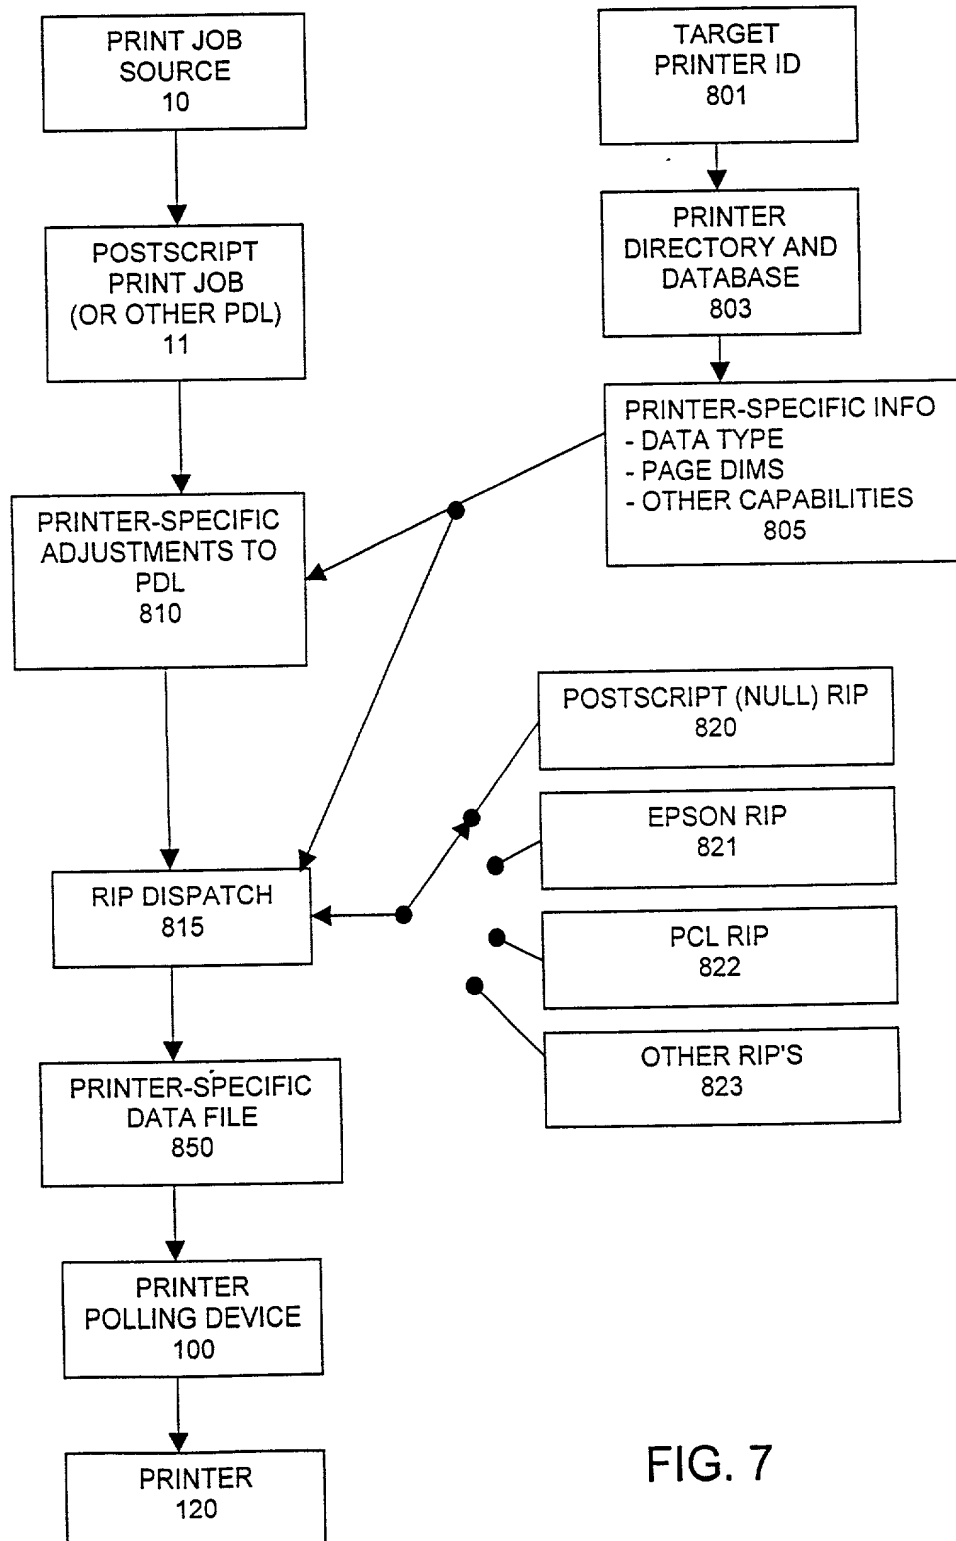 PRINT JOB
SOURCE
10
TARGET
PRINTER ID
801
POSTSCRIPT
PRINT JOB
(OR OTHER PDL)
11
PRINTER
DIRECTORY AND
DATABASE
803
PRINTER-SPECIFIC INFO
- DATA TYPE
- PAGE DIMS
- OTHER CAPABILITIES
805
PRINTER-SPECIFIC
ADJUSTMENTS TO
PDL
810
POSTSCRIPT (NULL) RIP
820
EPSON RIP
821
RIP DISPATCH
815
PCL RIP
822
OTHER RIP'S
823
PRINTER-SPECIFIC
DATA FILE
850
PRINTER
POLLING DEVICE
100
PRINTER
120
FIG. 7